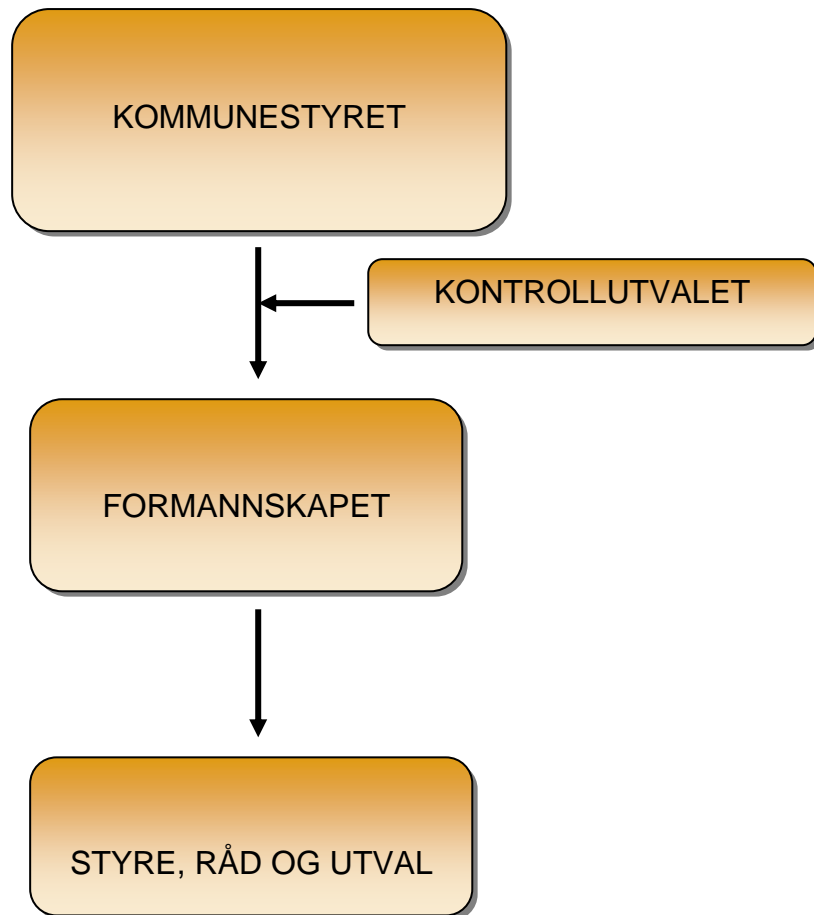 KOMMUNESTYRET
KONTROLLUTVALET
FORMANNSKAPET
STYRE, RÅD OG UTVAL